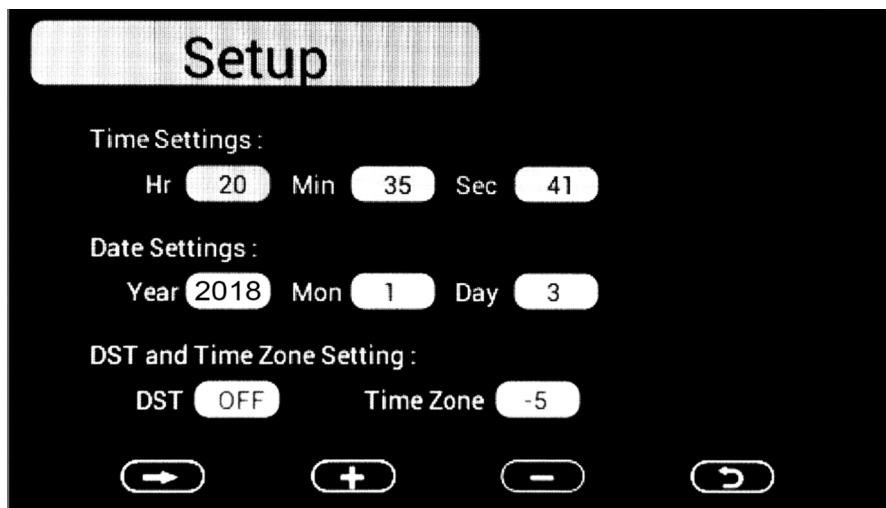 Setup
Time Settings :
Hr 20 Min 35 Sec 41
Date Settings :
Year 2018 Mon 1 Day 3
DST and Time Zone Setting :
DST OFF Time Zone -5